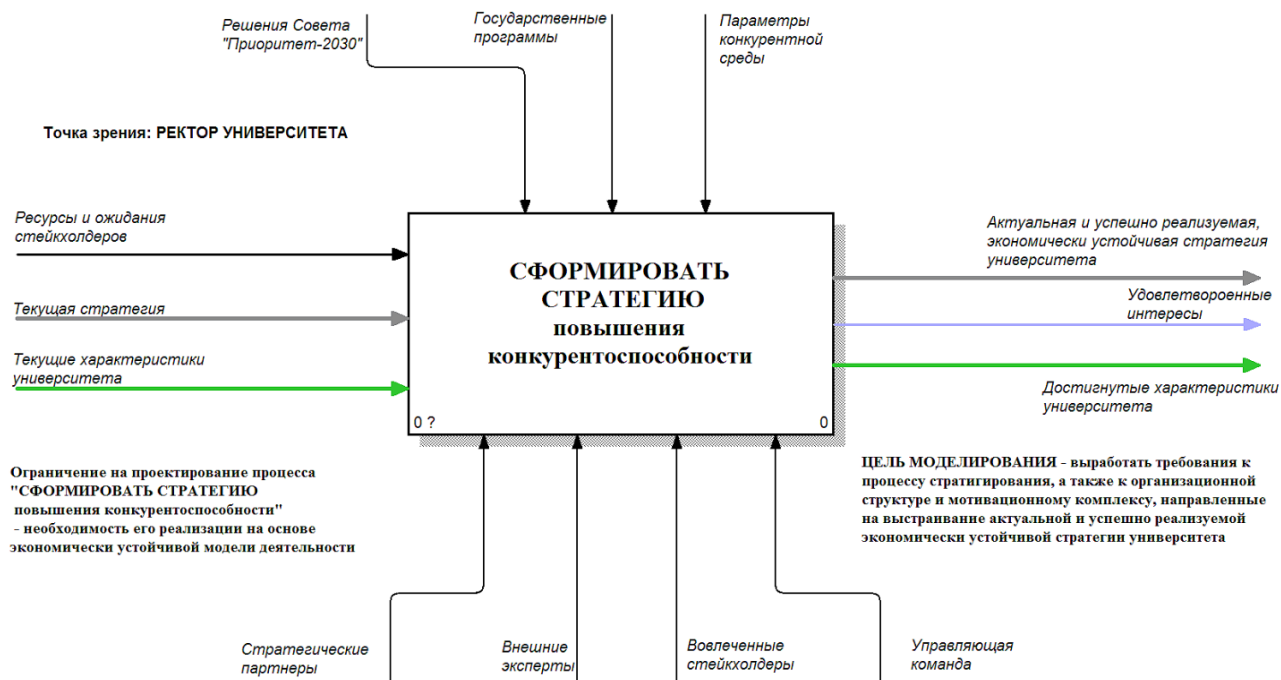 Решения Совета
"Приоритет-2030"
Государственные
программы
Параметры
конкурентной
среды
Точка зрения: РЕКТОР УНИВЕРСИТЕТА
Ресурсы и ожидания
стейкхолдеров
Текущая стратегия
Текущие характеристики
университета
СФОРМИРОВАТЬ
СТРАТЕГИЮ
повышения
конкурентоспособности
0 ?
0
Актуальная и успешно реализуемая,
экономически устойчивая стратегия
университета
Удовлетворенные
интересы
Достигнутые характеристики
университета
Ограничение на проектирование процесса
"СФОРМИРОВАТЬ СТРАТЕГИЮ
повышения конкурентоспособности"
- необходимость его реализации на основе
экономически устойчивой модели деятельности
ЦЕЛЬ МОДЕЛИРОВАНИЯ - выработать требования к
процессу стратигирования, а также к организационной
структуре и мотивационному комплексу, направленные
на выстраивание актуальной и успешно реализуемой
экономически устойчивой стратегии университета
Стратегические
партнеры
Внешние
эксперты
Вовлеченные
стейкхолдеры
Управляющая
команда